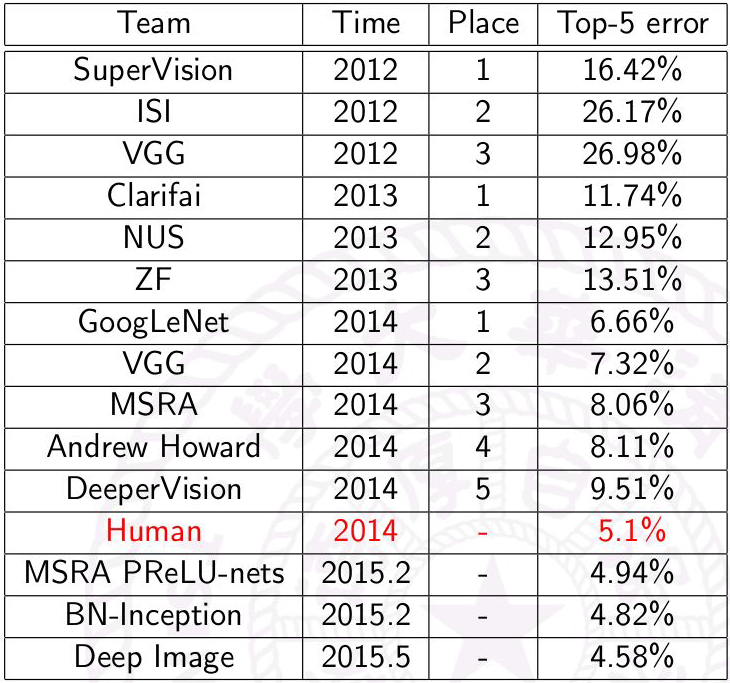 Team Time Place Top-5 error
SuperVision 2012 1 16.42%
ISI 2012 2 26.17%
VGG 2012 3 26.98%
Clarifai 2013 1 11.74%
NUS 2013 2 12.95%
ZF 2013 3 13.51%
GoogLeNet 2014 1 6.66%
VGG 2014 2 7.32%
MSRA 2014 3 8.06%
Andrew Howard 2014 4 8.11%
DeeperVision 2014 5 9.51%
Human 2014 - 5.1%
MSRA PReLU-nets 2015.2 - 4.94%
BN-Inception 2015.2 - 4.82%
Deep Image 2015.5 - 4.58%